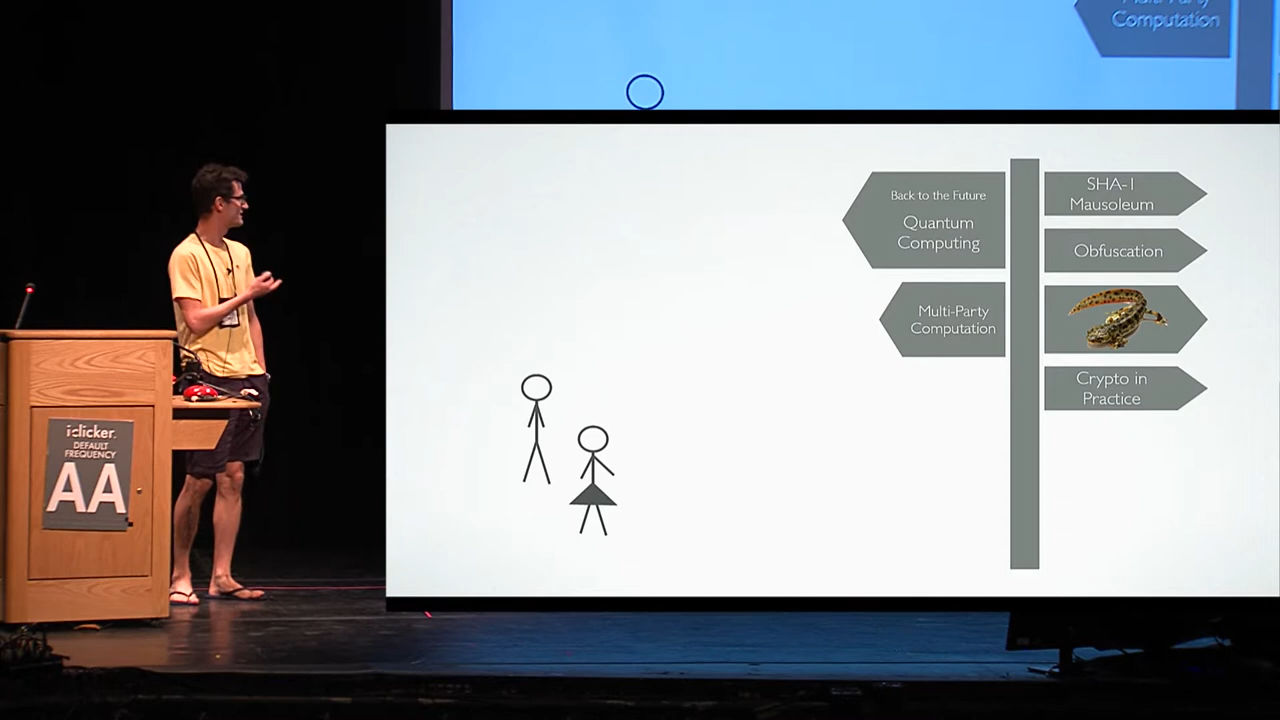 Computation
Back to the Future
Quantum
Computing
Multi-Party
Computation
SHA-1
Mausoleum
Obfuscation
Crypto in
Practice
iclicker.
DEFAULT
FREQUENCY
AA